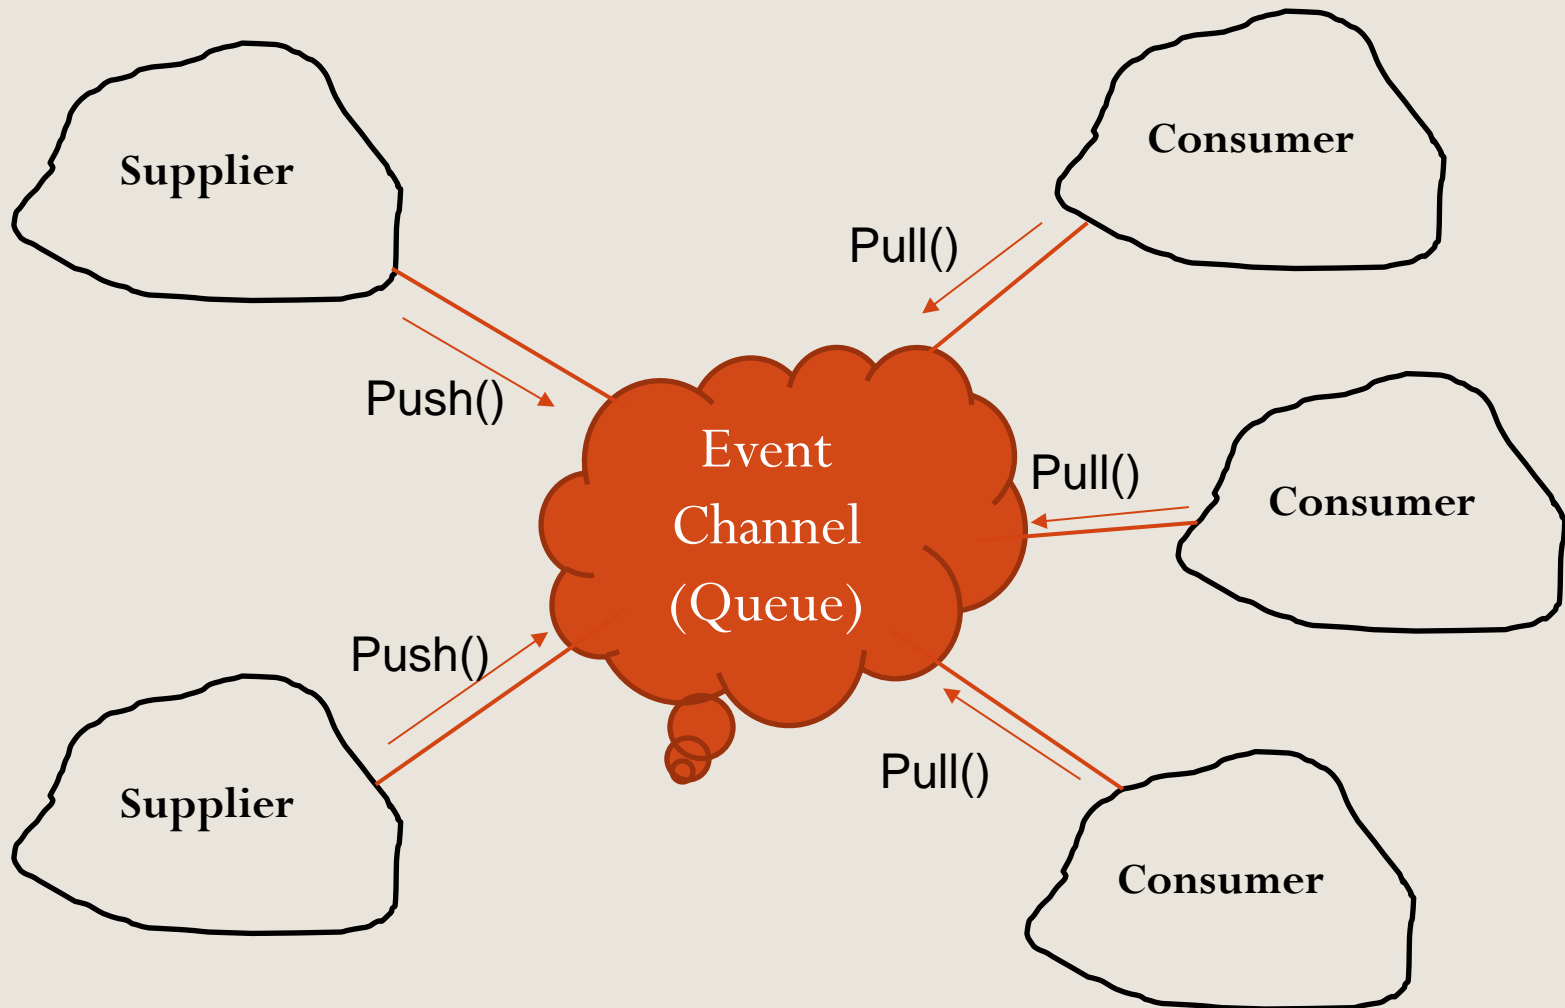 Supplier
Consumer
Pull()
Push()
Event
Channel
(Queue)
Pull()
Consumer
Push()
Supplier
Pull()
Consumer